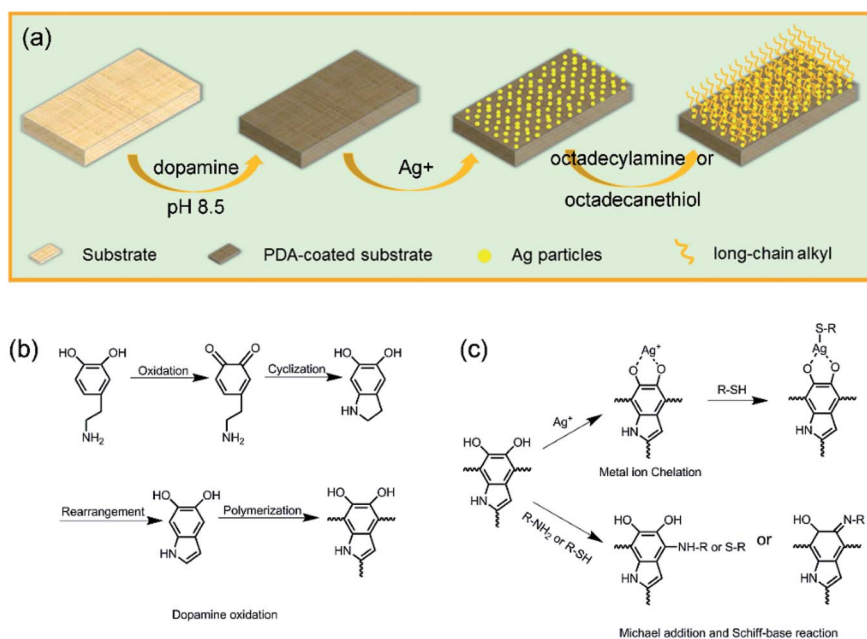 (a)
dopamine
pH 8.5
Ag+
octadecylamine or
octadecanethiol
Substrate
PDA-coated substrate
Ag particles
long-chain alkyl
(b)
HO OH
Oxidation
O O
Cyclization
HO OH
NH₂
NH₂
HN
Rearrangement
HO OH
Polymerization
HO OH
HN
HN
Dopamine oxidation
(c)
S-R
Ag⁺
Ag
O O
R-SH
O O
HN
HN
Ag⁺
Metal ion Chelation
HO OH
HN
R-NH₂ or R-SH
HO OH
HO N-R
NH-R or S-R
or
HN
HN
Michael addition and Schiff-base reaction